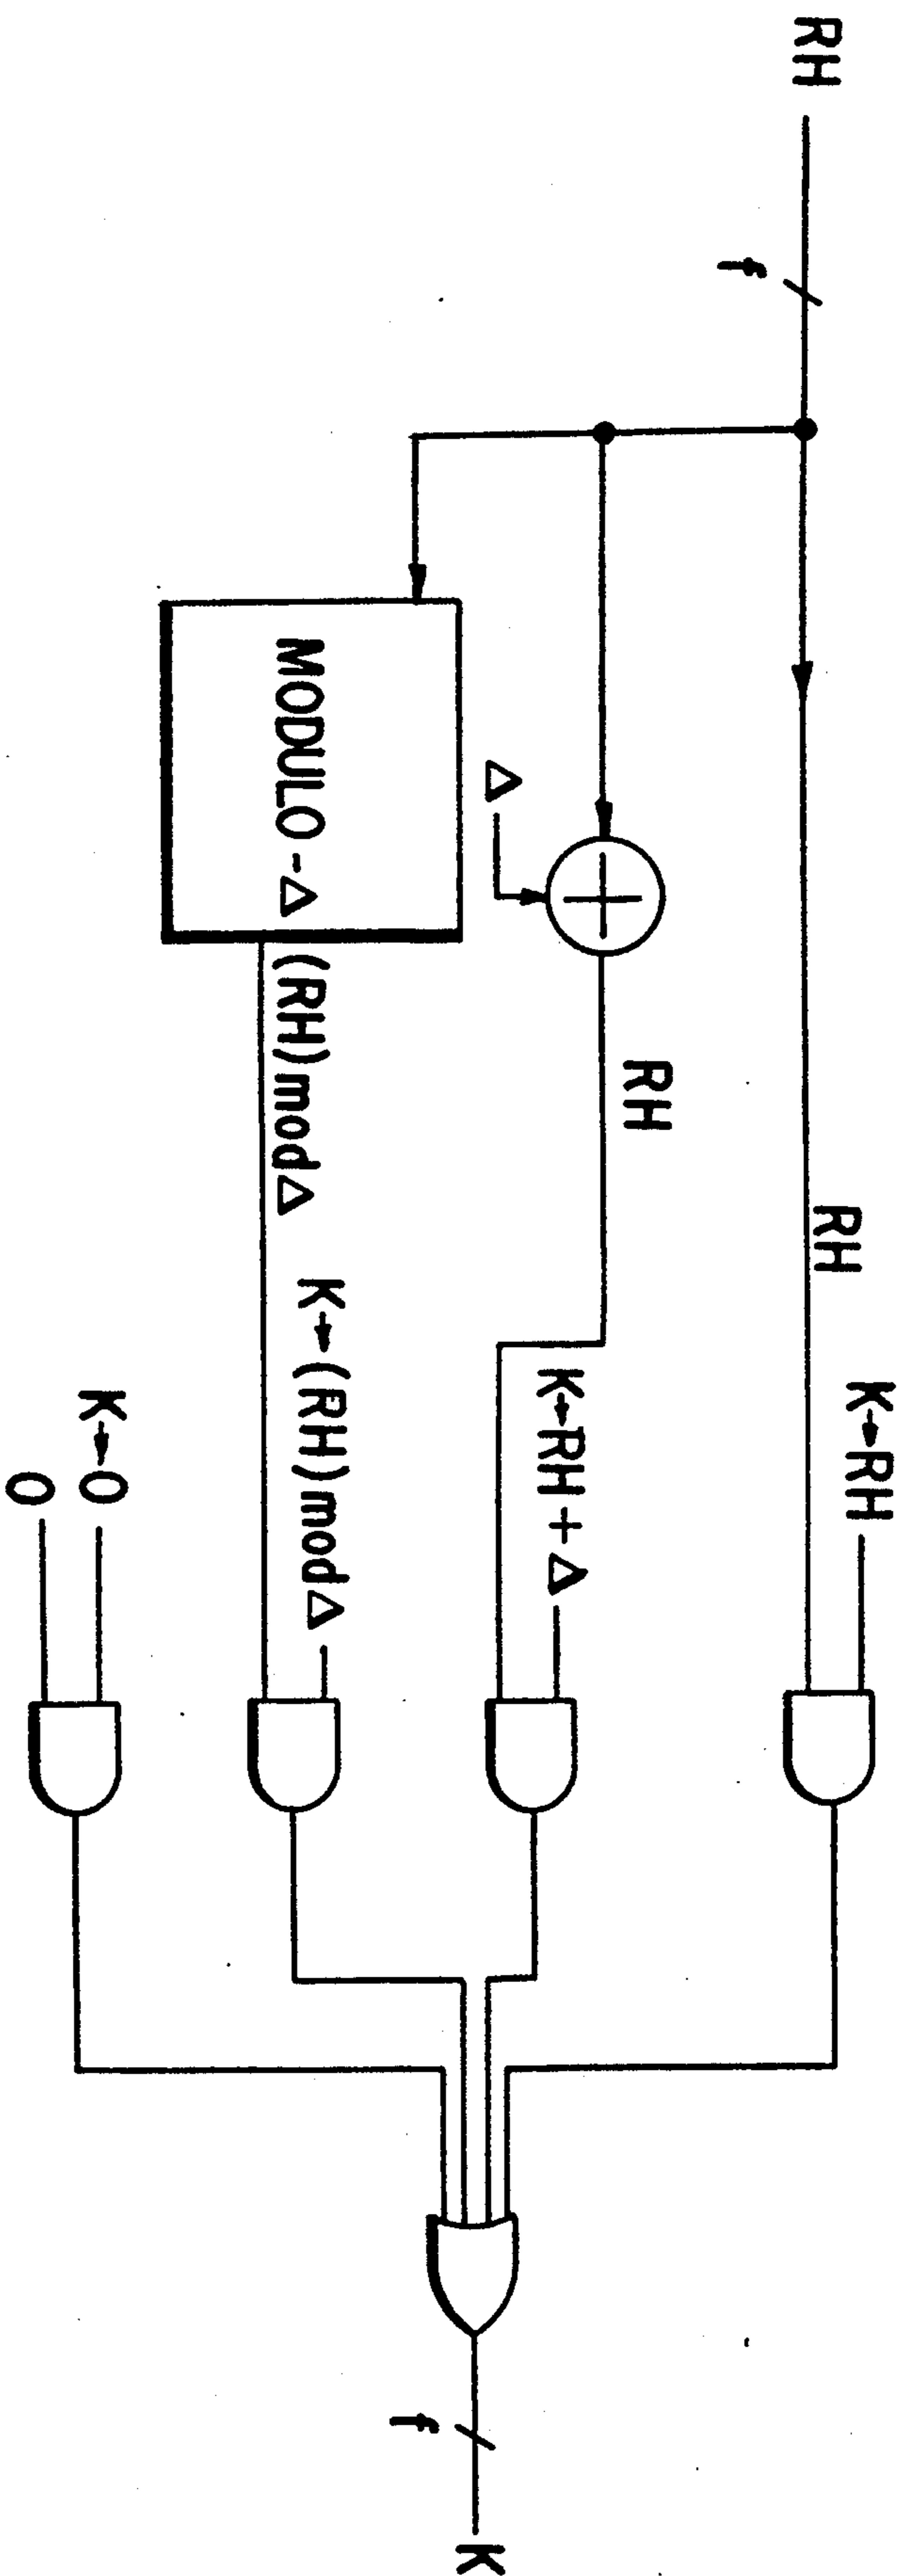 RH
f
RH
K←RH
Δ
RH
K←RH+Δ
MODULO-Δ
(RH)modΔ
K←(RH)modΔ
K←0
0
f
K